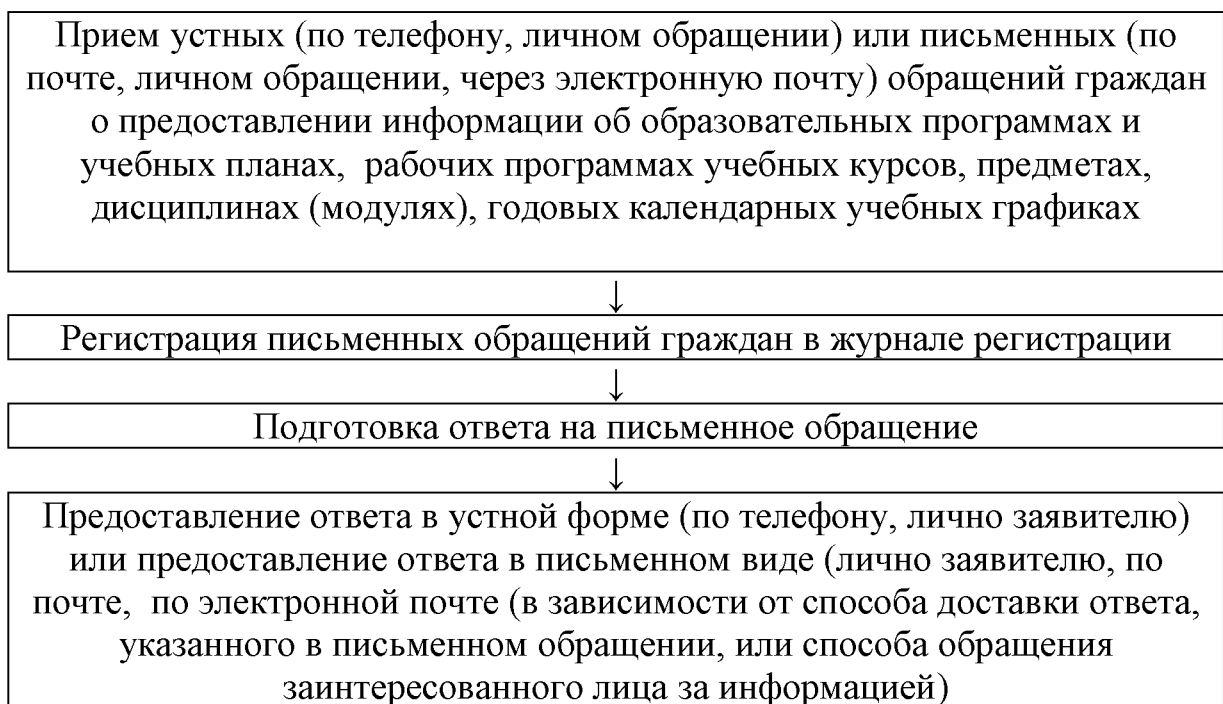 Прием устных (по телефону, личном обращении) или письменных (по
почте, личном обращении, через электронную почту) обращений граждан
о предоставлении информации об образовательных программах и
учебных планах,  рабочих программах учебных курсов, предметах,
дисциплинах (модулях), годовых календарных учебных графиках
↓
Регистрация письменных обращений граждан в журнале регистрации
↓
Подготовка ответа на письменное обращение
↓
Предоставление ответа в устной форме (по телефону, лично заявителю)
или предоставление ответа в письменном виде (лично заявителю, по
почте,  по электронной почте (в зависимости от способа доставки ответа,
указанного в письменном обращении, или способа обращения
заинтересованного лица за информацией)